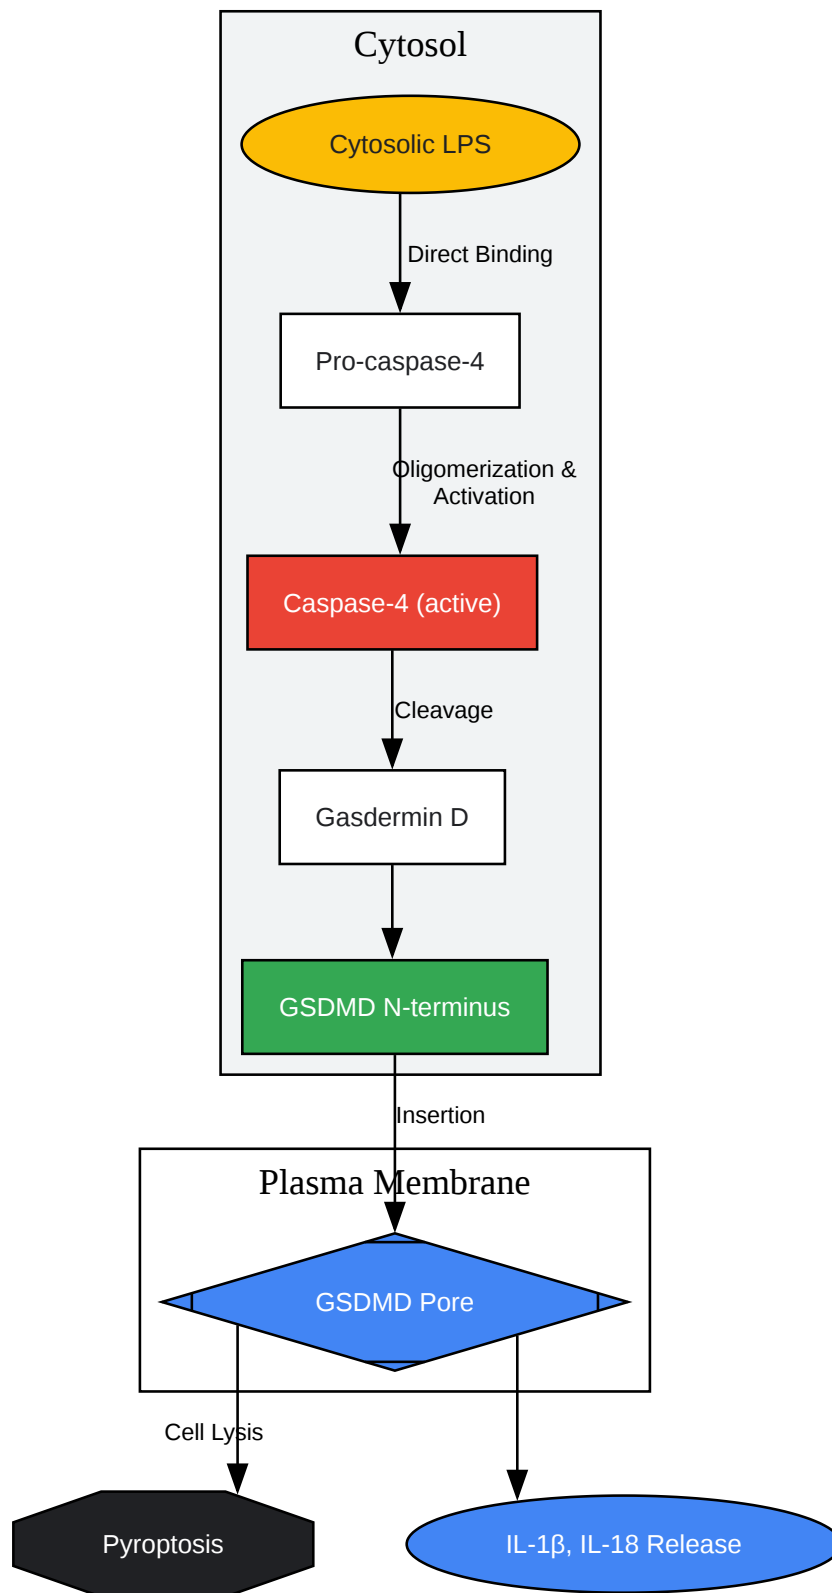 Cytosol
Cytosolic LPS
Direct Binding
Pro-caspase-4
Oligomerization &
Activation
Caspase-4 (active)
Cleavage
Gasdermin D
GSDMD N-terminus
Insertion
Plasma Membrane
GSDMD Pore
Cell Lysis
Pyroptosis
IL-1β, IL-18 Release